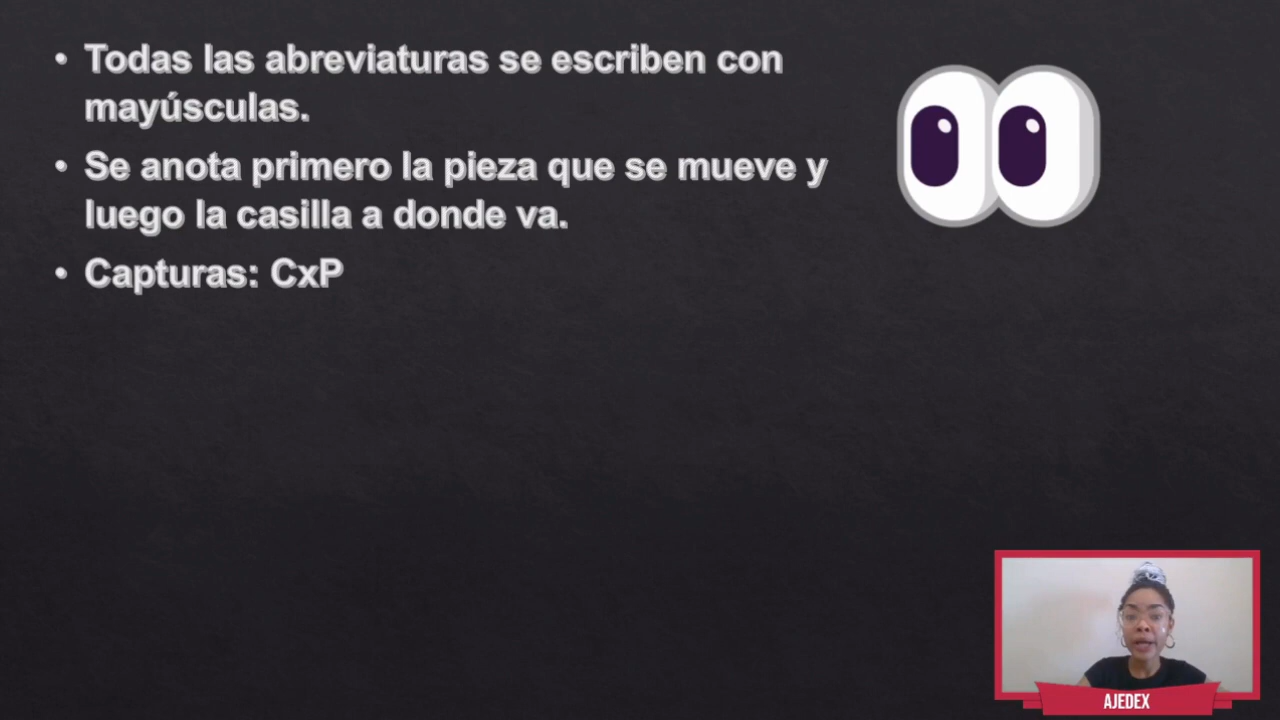 • Todas las abreviaturas se escriben con
mayúsculas.
• Se anota primero la pieza que se mueve y
luego la casilla a donde va.
• Capturas: CxP
AJEDEX